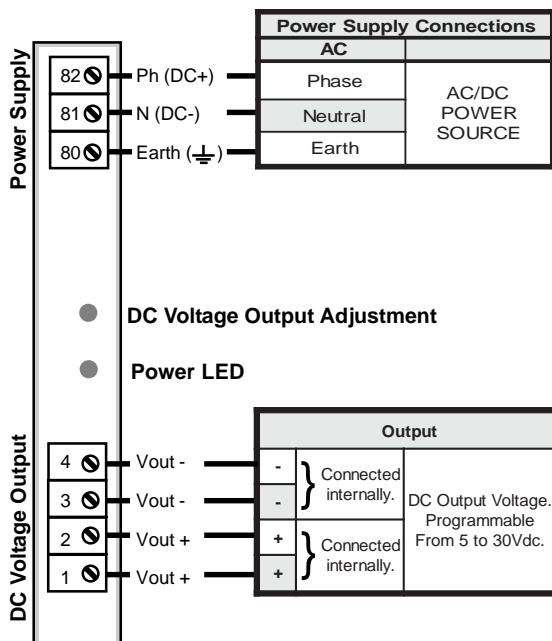 Power Supply Connections
AC
Power Supply
82 Ph (DC+) Phase
81 N (DC-) Neutral
80 Earth (⏚) Earth
AC/DC
POWER
SOURCE
DC Voltage Output Adjustment
Power LED
DC Voltage Output
Output
4 Vout - -
3 Vout - -
} Connected
internally.
2 Vout + +
1 Vout + +
} Connected
internally.
DC Output Voltage.
Programmable
From 5 to 30Vdc.